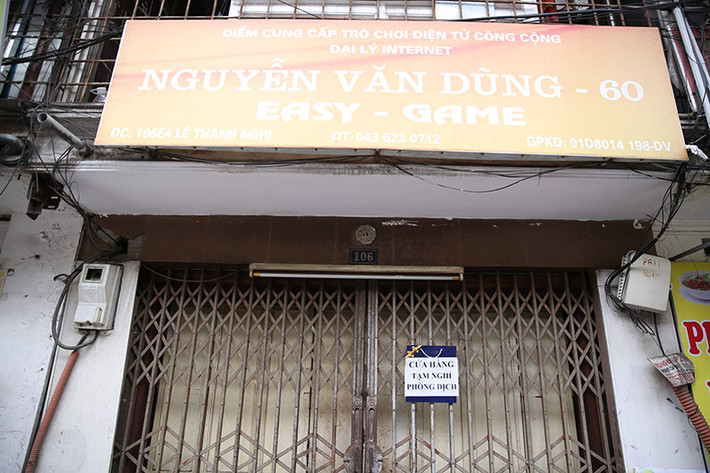 ĐIỂM CUNG CẤP TRÒ CHƠI ĐIỆN TỬ CÔNG CỘNG
ĐẠI LÝ INTERNET
NGUYỄN VĂN DŨNG - 60
EASY - GAME
ĐC: 106E4 LÊ THANH NGHỊ ĐT: 043 623 0712 GPKD: 01D8014 198-DV
106
CỬA HÀNG
TẠM NGHỈ
PHÒNG DỊCH